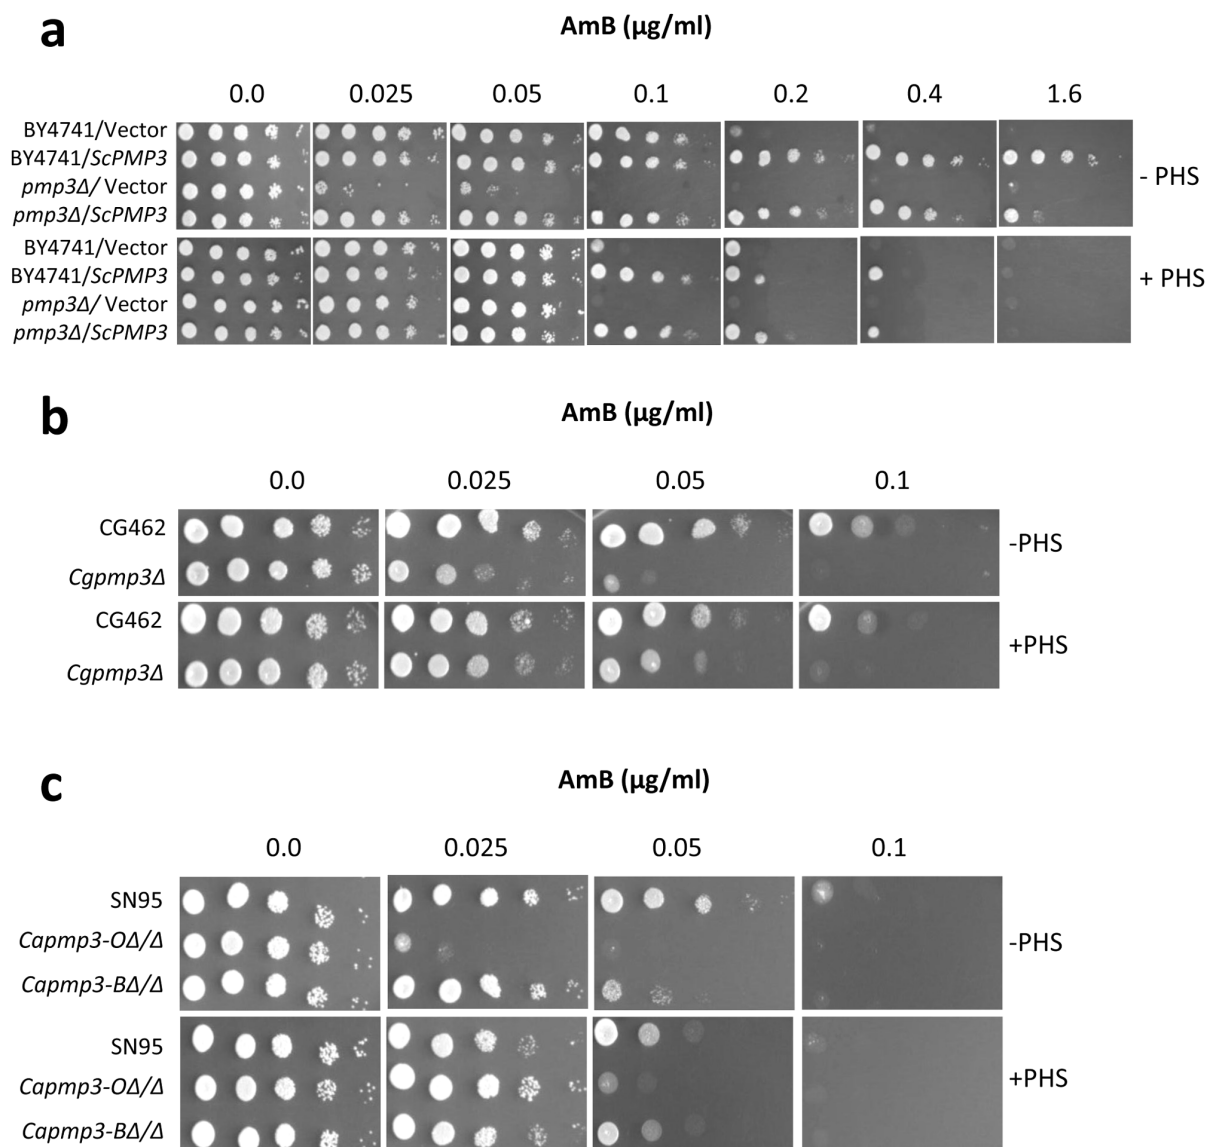 a
AmB (µg/ml)
0.0 0.025 0.05 0.1 0.2 0.4 1.6
BY4741/Vector
BY4741/ScPMP3
pmp3Δ/ Vector
pmp3Δ/ScPMP3
- PHS
BY4741/Vector
BY4741/ScPMP3
pmp3Δ/ Vector
pmp3Δ/ScPMP3
+ PHS
b
AmB (µg/ml)
0.0 0.025 0.05 0.1
CG462
Cgpmp3Δ
-PHS
CG462
Cgpmp3Δ
+PHS
c
AmB (µg/ml)
0.0 0.025 0.05 0.1
SN95
Capmp3-OΔ/Δ
Capmp3-BΔ/Δ
-PHS
SN95
Capmp3-OΔ/Δ
Capmp3-BΔ/Δ
+PHS